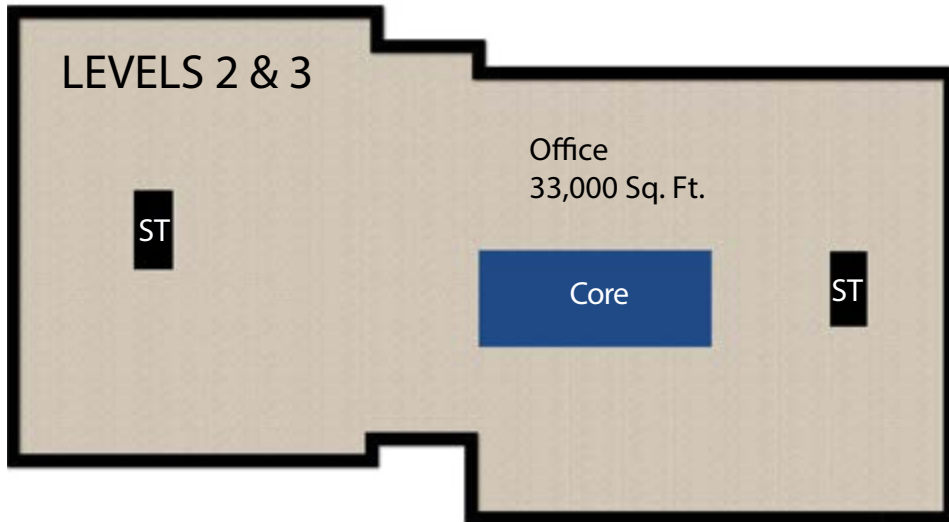 LEVELS 2 & 3
Office
33,000 Sq. Ft.
ST
Core
ST